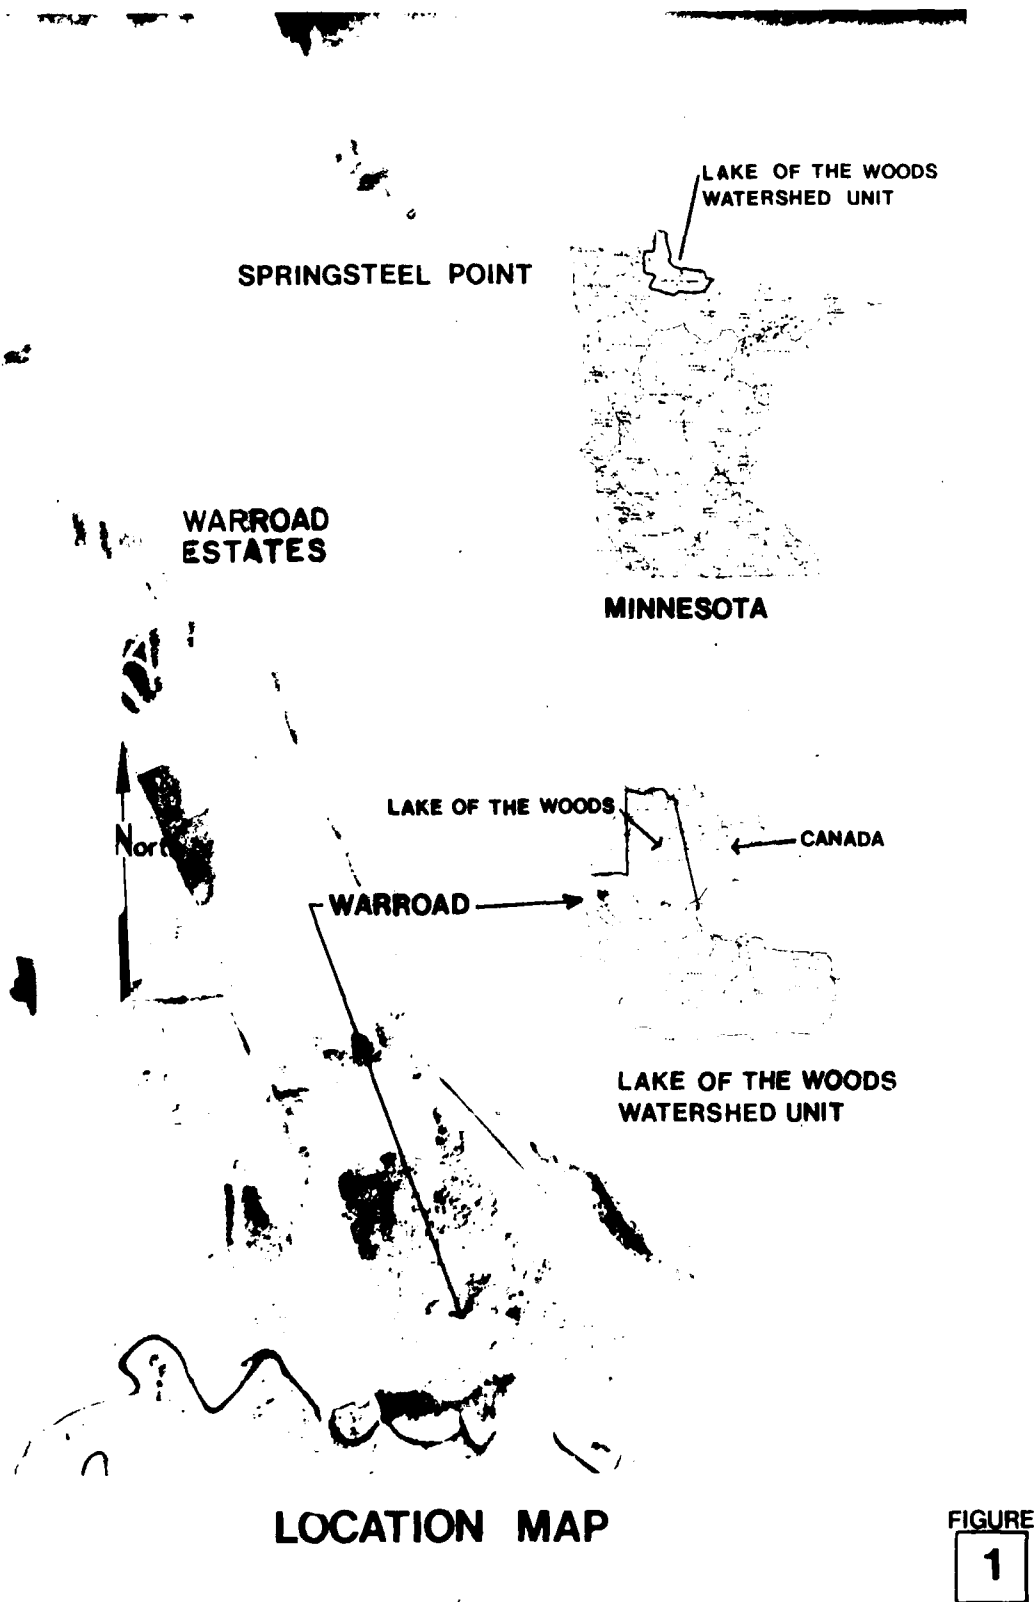 LAKE OF THE WOODS
WATERSHED UNIT
SPRINGSTEEL POINT
WARROAD
ESTATES
MINNESOTA
LAKE OF THE WOODS
CANADA
North
WARROAD
LAKE OF THE WOODS
WATERSHED UNIT
LOCATION MAP
FIGURE
1